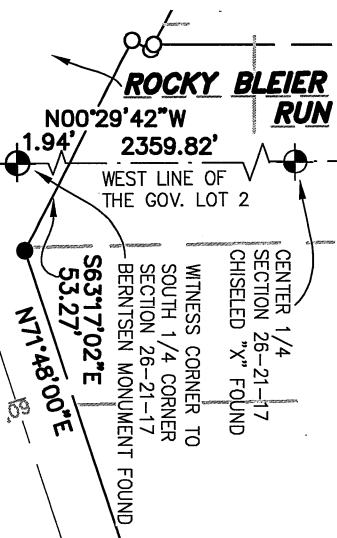 ROCKY BLEIER
RUN
N00°29'42"W
1.94' 2359.82'
WEST LINE OF
THE GOV. LOT 2
CENTER 1/4
SECTION 26-21-17
CHISELED "X" FOUND
WITNESS CORNER TO
SOUTH 1/4 CORNER
SECTION 26-21-17
BERNTSEN MONUMENT FOUND
S63°17'02"E
53.27'
N71°48'00"E